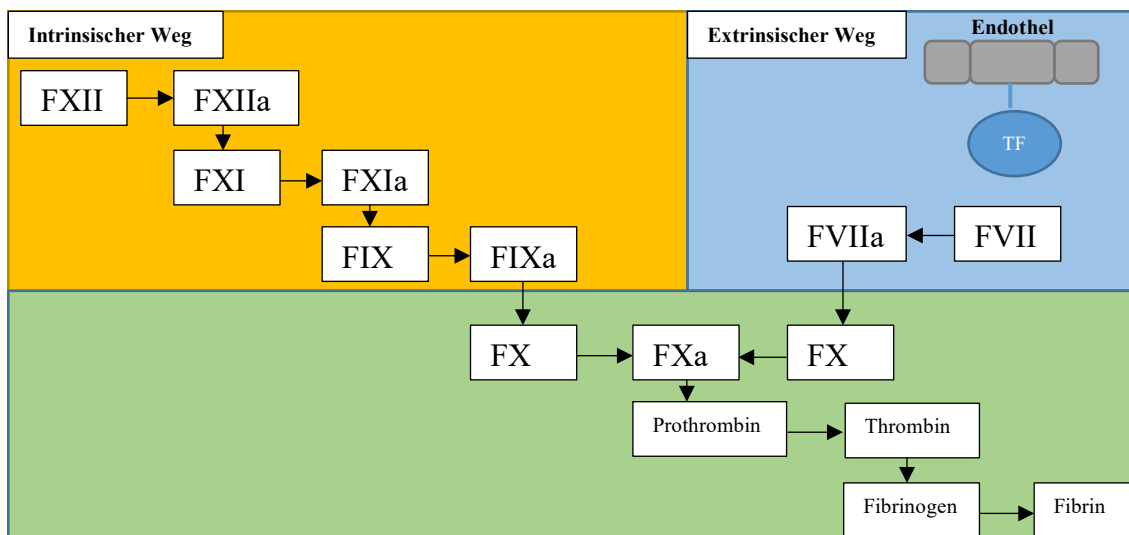 Intrinsischer Weg
Extrinsischer Weg
Endothel
FXII
FXIIa
TF
FXI
FXIa
FIX
FIXa
FVIIa
FVII
FX
FXa
FX
Prothrombin
Thrombin
Fibrinogen
Fibrin